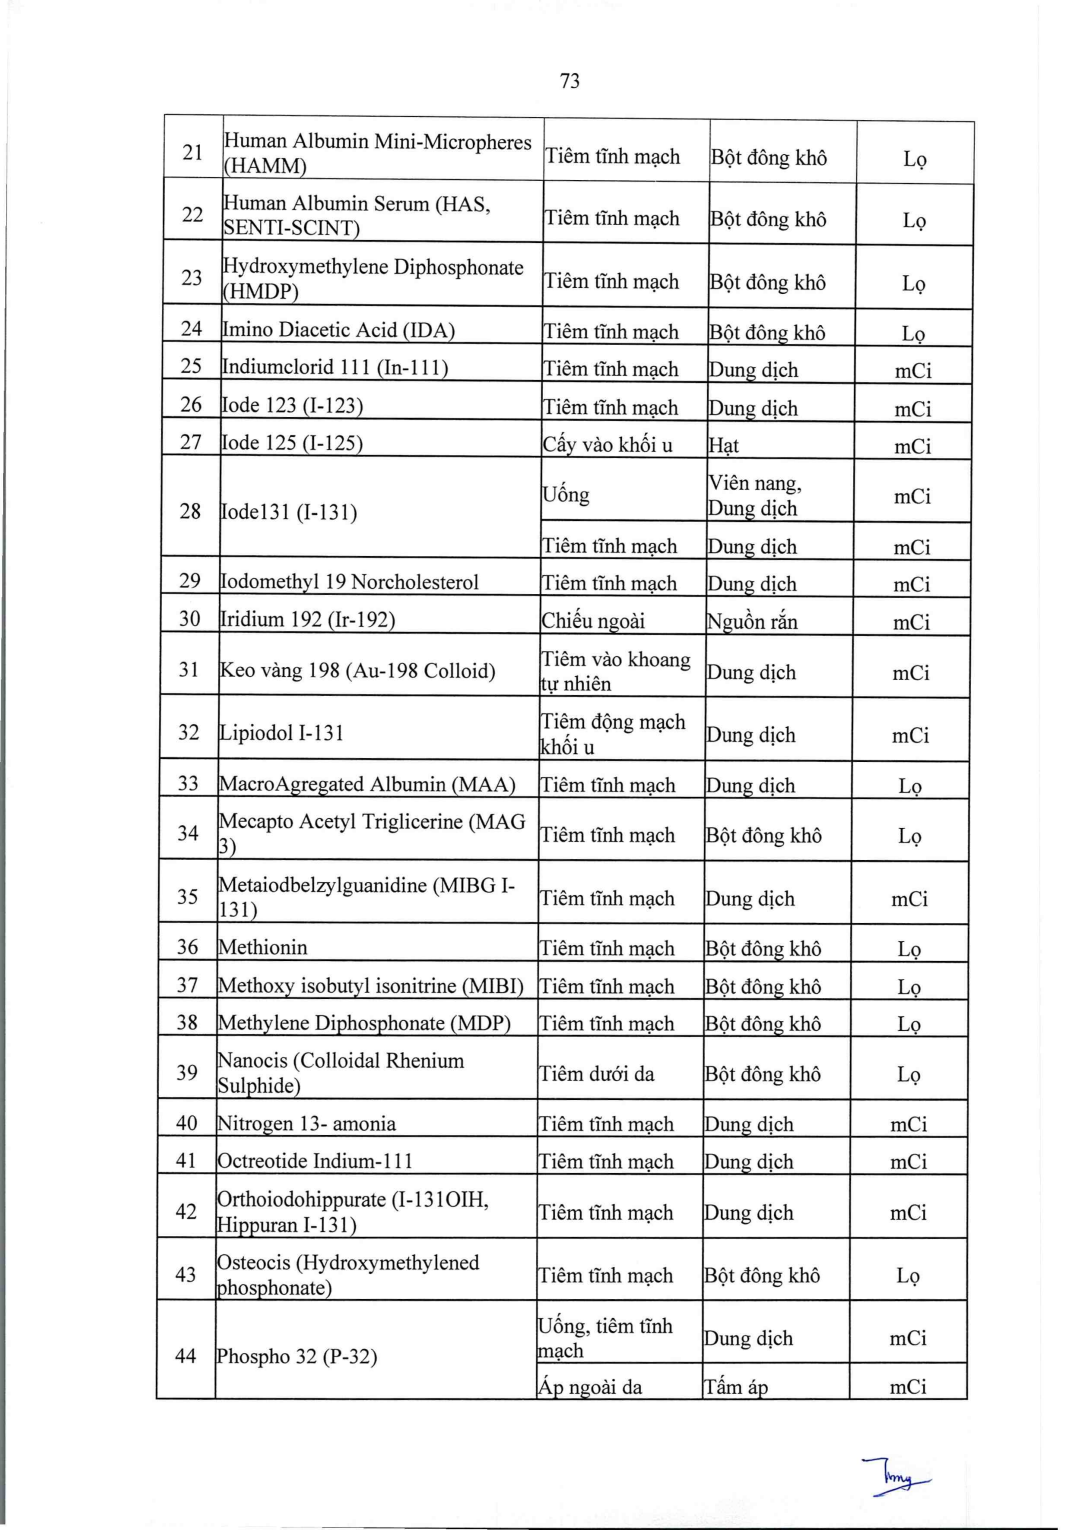 73
21 Human Albumin Mini-Micropheres (HAMM) Tiêm tĩnh mạch Bột đông khô Lọ
22 Human Albumin Serum (HAS, SENTI-SCINT) Tiêm tĩnh mạch Bột đông khô Lọ
23 Hydroxymethylene Diphosphonate (HMDP) Tiêm tĩnh mạch Bột đông khô Lọ
24 Imino Diacetic Acid (IDA) Tiêm tĩnh mạch Bột đông khô Lọ
25 Indiumclorid 111 (In-111) Tiêm tĩnh mạch Dung dịch mCi
26 Iode 123 (I-123) Tiêm tĩnh mạch Dung dịch mCi
27 Iode 125 (I-125) Cấy vào khối u Hạt mCi
28 Iode131 (I-131) Uống Viên nang, Dung dịch mCi
Tiêm tĩnh mạch Dung dịch mCi
29 Iodomethyl 19 Norcholesterol Tiêm tĩnh mạch Dung dịch mCi
30 Iridium 192 (Ir-192) Chiếu ngoài Nguồn rắn mCi
31 Keo vàng 198 (Au-198 Colloid) Tiêm vào khoang tự nhiên Dung dịch mCi
32 Lipiodol I-131 Tiêm động mạch khối u Dung dịch mCi
33 MacroAgregated Albumin (MAA) Tiêm tĩnh mạch Dung dịch Lọ
34 Mecapto Acetyl Triglicerine (MAG 3) Tiêm tĩnh mạch Bột đông khô Lọ
35 Metaiodbelzylguanidine (MIBG I-131) Tiêm tĩnh mạch Dung dịch mCi
36 Methionin Tiêm tĩnh mạch Bột đông khô Lọ
37 Methoxy isobutyl isonitrine (MIBI) Tiêm tĩnh mạch Bột đông khô Lọ
38 Methylene Diphosphonate (MDP) Tiêm tĩnh mạch Bột đông khô Lọ
39 Nanocis (Colloidal Rhenium Sulphide) Tiêm dưới da Bột đông khô Lọ
40 Nitrogen 13- amonia Tiêm tĩnh mạch Dung dịch mCi
41 Octreotide Indium-111 Tiêm tĩnh mạch Dung dịch mCi
42 Orthoiodohippurate (I-131OIH, Hippuran I-131) Tiêm tĩnh mạch Dung dịch mCi
43 Osteocis (Hydroxymethylened phosphonate) Tiêm tĩnh mạch Bột đông khô Lọ
44 Phospho 32 (P-32) Uống, tiêm tĩnh mạch Dung dịch mCi
Áp ngoài da Tấm áp mCi